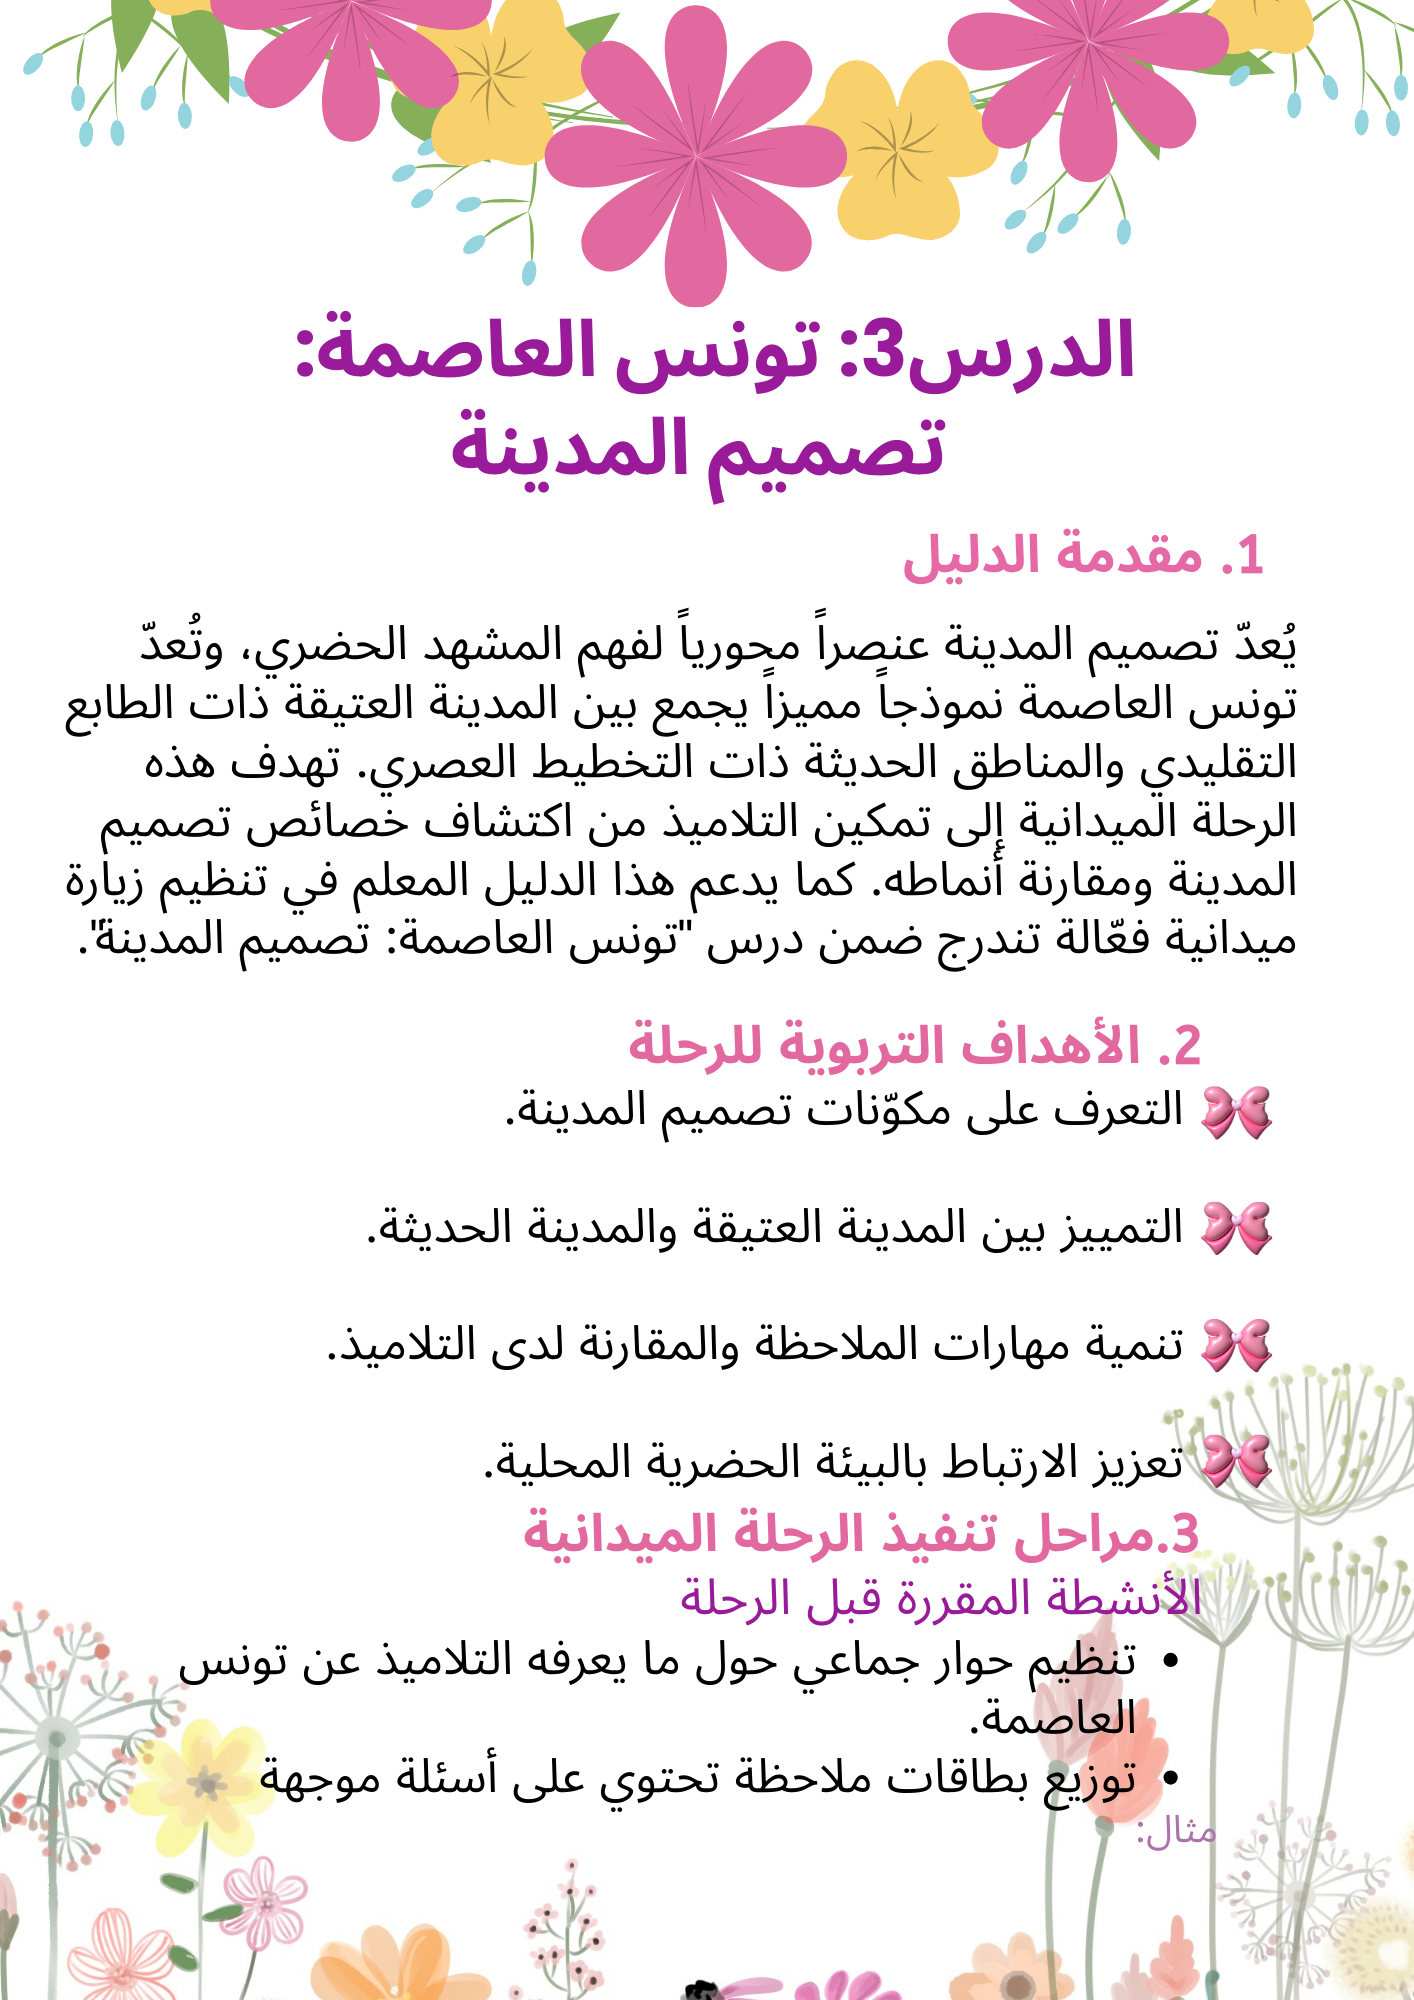 الدرس3: تونس العاصمة:
تصميم المدينة
1. مقدمة الدليل
يُعدّ تصميم المدينة عنصراً محورياً لفهم المشهد الحضري، وتُعدّ
تونس العاصمة نموذجاً مميزاً يجمع بين المدينة العتيقة ذات الطابع
التقليدي والمناطق الحديثة ذات التخطيط العصري. تهدف هذه
الرحلة الميدانية إلى تمكين التلاميذ من اكتشاف خصائص تصميم
المدينة ومقارنة أنماطه. كما يدعم هذا الدليل المعلم في تنظيم زيارة
ميدانية فعّالة تندرج ضمن درس "تونس العاصمة: تصميم المدينة".
2. الأهداف التربوية للرحلة
🎀 التعرف على مكوّنات تصميم المدينة.
🎀 التمييز بين المدينة العتيقة والمدينة الحديثة.
🎀 تنمية مهارات الملاحظة والمقارنة لدى التلاميذ.
🎀 تعزيز الارتباط بالبيئة الحضرية المحلية.
3.مراحل تنفيذ الرحلة الميدانية
الأنشطة المقررة قبل الرحلة
• تنظيم حوار جماعي حول ما يعرفه التلاميذ عن تونس
العاصمة.
• توزيع بطاقات ملاحظة تحتوي على أسئلة موجهة
مثال: